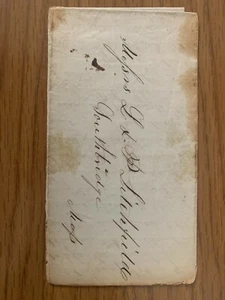 Messrs L & P Litchfield
Southbridge
Mass